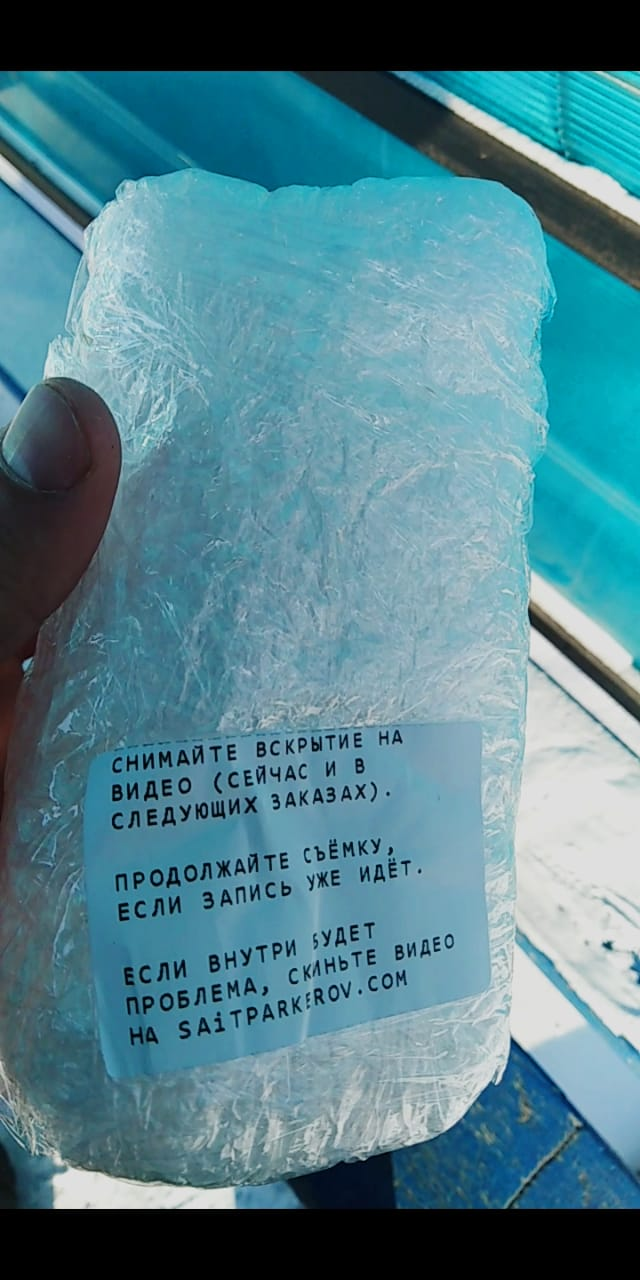 СНИМАЙТЕ ВСКРЫТИЕ НА
ВИДЕО (СЕЙЧАС И В
СЛЕДУЮЩИХ ЗАКАЗАХ).
ПРОДОЛЖАЙТЕ СЪЁМКУ,
ЕСЛИ ЗАПИСЬ УЖЕ ИДЁТ.
ЕСЛИ ВНУТРИ БУДЕТ
ПРОБЛЕМА, СКИНЬТЕ ВИДЕО
НА SAiTPARKEROV.COM